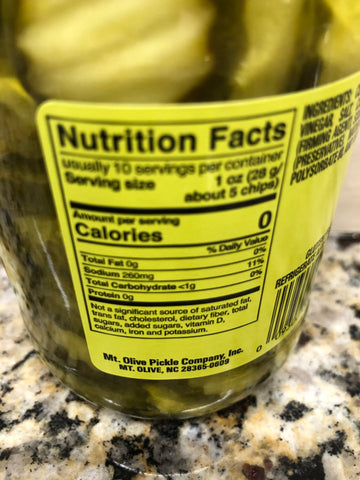 Nutrition Facts
usually 10 servings per container
Serving size 1 oz (28 g/
about 5 chips)
Amount per serving
Calories 0
% Daily Value
Total Fat 0g 0%
Sodium 260mg 11%
Total Carbohydrate <1g 0%
Protein 0g
Not a significant source of saturated fat,
trans fat, cholesterol, dietary fiber, total
sugars, added sugars, vitamin D,
calcium, iron and potassium.
Mt. Olive Pickle Company, Inc.
MT. OLIVE, NC 28365-0609
INGREDIENTS:
VINEGAR, SALT,
(FIRMING AGENT)
(PRESERVATIVE)
POLYSORBATE
0